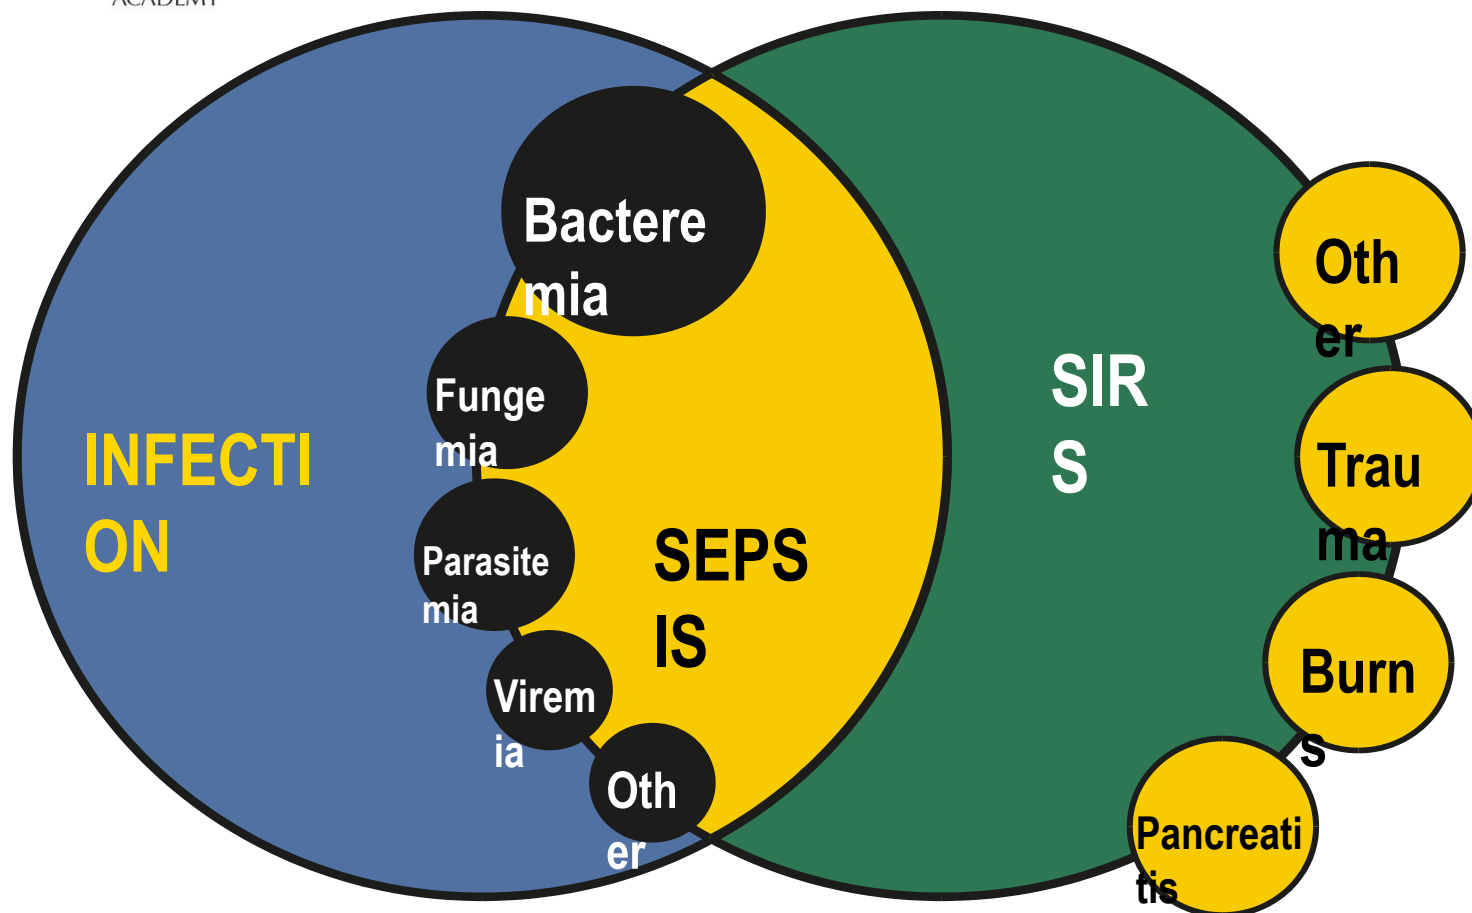 ACADEMY
Bactere
mia
Funge
mia
Parasite
mia
Virem
ia
Oth
er
INFECTI
ON
SEPS
IS
SIR
S
Oth
er
Trau
ma
Burn
s
Pancreati
tis